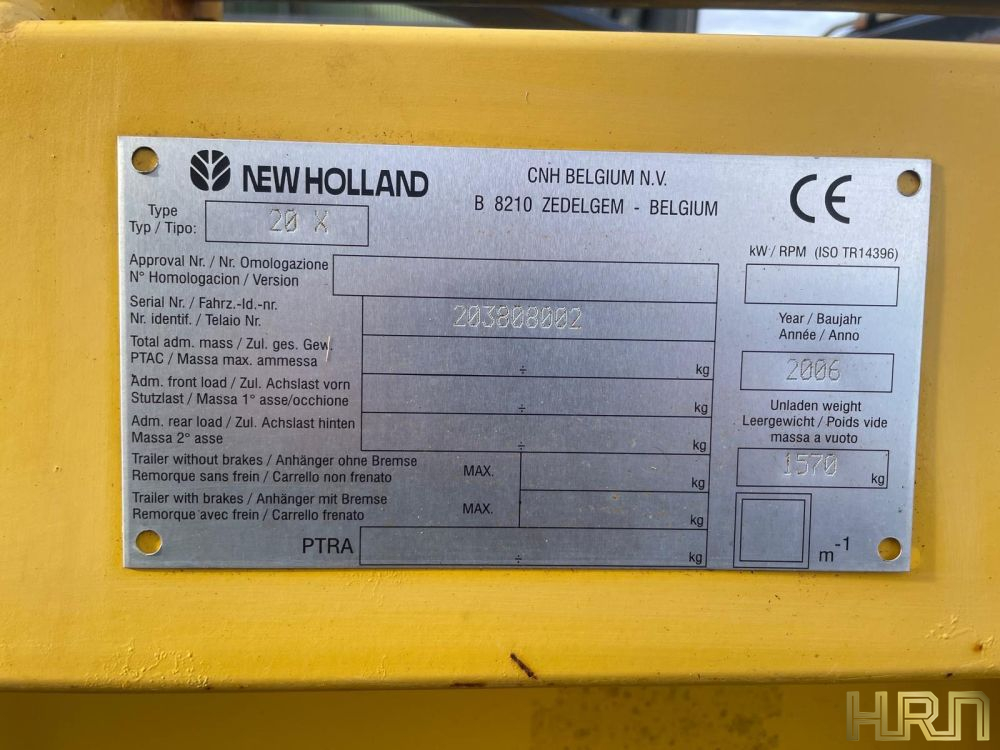 NEW HOLLAND
CNH BELGIUM N.V.
B 8210 ZEDELGEM - BELGIUM
CE
Type
Typ / Tipo:
20 X
Approval Nr. / Nr. Omologazione
N° Homologacion / Version
Serial Nr. / Fahrz.-Id.-nr.
Nr. identif. / Telaio Nr.
203808002
Total adm. mass / Zul. ges. Gew.
PTAC / Massa max. ammessa
÷ kg
Adm. front load / Zul. Achslast vorn
Stutzlast / Massa 1° asse/occhione
÷ kg
Adm. rear load / Zul. Achslast hinten
Massa 2° asse
÷ kg
Trailer without brakes / Anhänger ohne Bremse
Remorque sans frein / Carrello non frenato
MAX. kg
Trailer with brakes / Anhänger mit Bremse
Remorque avec frein / Carrello frenato
MAX. kg
PTRA ÷ kg
kW / RPM (ISO TR14396)
Year / Baujahr
Année / Anno
2006
Unladen weight
Leergewicht / Poids vide
massa a vuoto
1570 kg
m-1
HRN